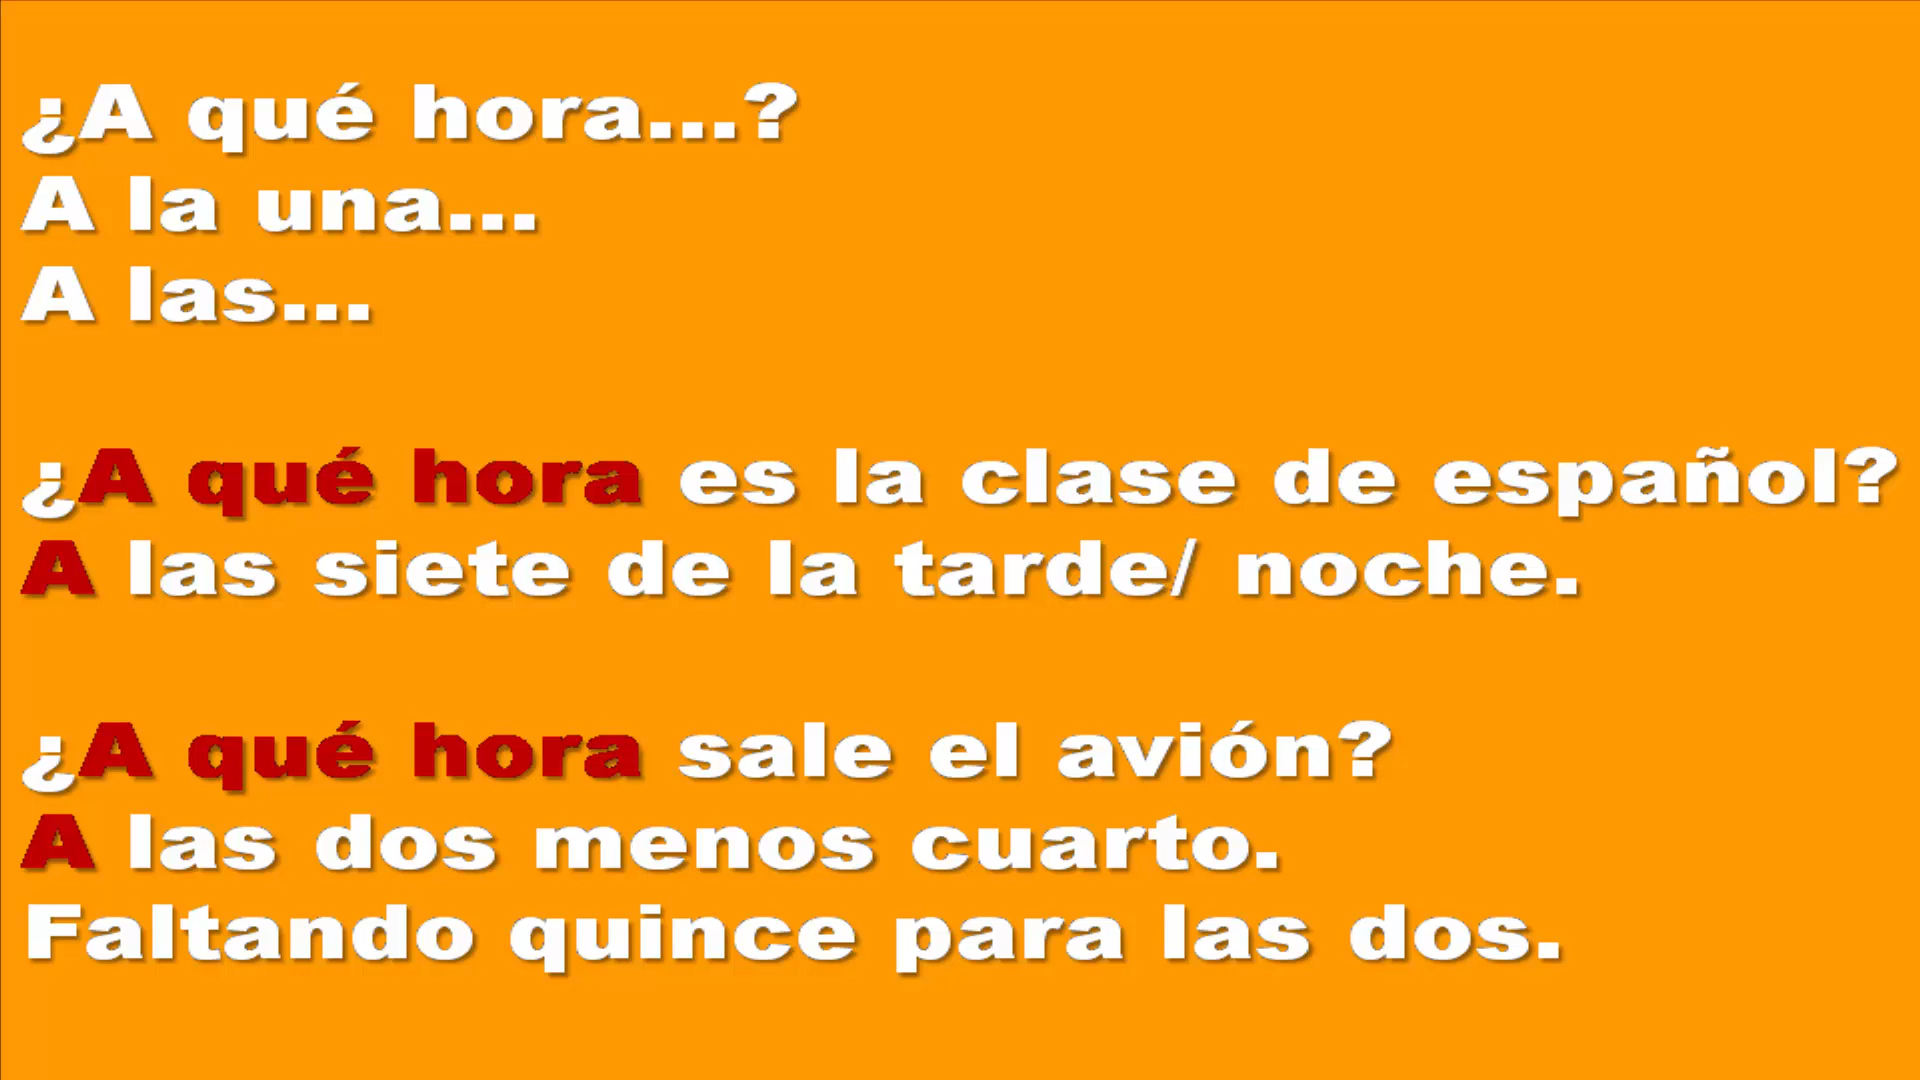 ¿A qué hora...?
A la una...
A las...
¿A qué hora es la clase de español?
A las siete de la tarde/ noche.
¿A qué hora sale el avión?
A las dos menos cuarto.
Faltando quince para las dos.